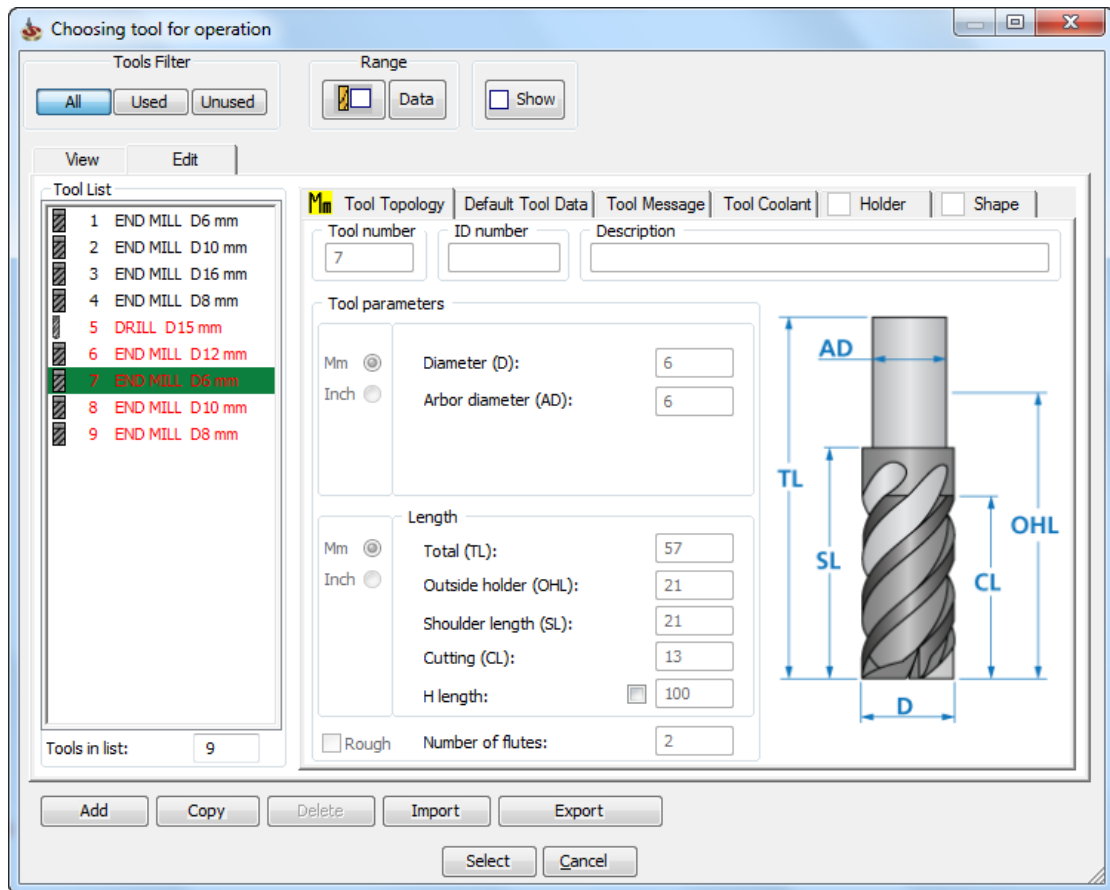 Choosing tool for operation
Tools Filter
Range
All Used Unused
Data
Show
View Edit
Tool List
1 END MILL D6 mm
2 END MILL D10 mm
3 END MILL D16 mm
4 END MILL D8 mm
5 DRILL D15 mm
6 END MILL D12 mm
7 END MILL D6 mm
8 END MILL D10 mm
9 END MILL D8 mm
Tools in list: 9
Mm Tool Topology Default Tool Data Tool Message Tool Coolant Holder Shape
Tool number ID number Description
7
Tool parameters
Mm Diameter (D): 6
Inch Arbor diameter (AD): 6
Length
Mm Total (TL): 57
Inch Outside holder (OHL): 21
Shoulder length (SL): 21
Cutting (CL): 13
H length: 100
Rough Number of flutes: 2
AD
TL
OHL
SL
CL
D
Add Copy Delete Import Export
Select Cancel